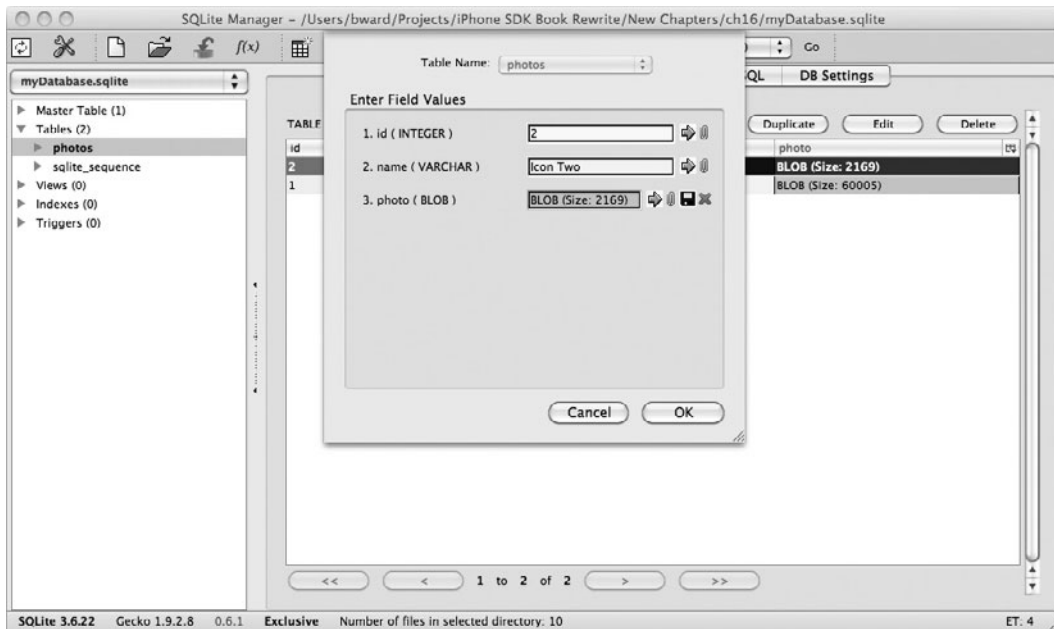 SQLite Manager – /Users/bward/Projects/iPhone SDK Book Rewrite/New Chapters/ch16/myDatabase.sqlite
f(x)
Go
myDatabase.sqlite
Master Table (1)
Tables (2)
photos
sqlite_sequence
Views (0)
Indexes (0)
Triggers (0)
Table Name: photos
Enter Field Values
1. id ( INTEGER ) 2
2. name ( VARCHAR ) Icon Two
3. photo ( BLOB ) BLOB (Size: 2169)
Cancel OK
DB Settings
TABLE
Duplicate Edit Delete
id photo
2 BLOB (Size: 2169)
1 BLOB (Size: 60005)
<< < 1 to 2 of 2 > >>
SQLite 3.6.22 Gecko 1.9.2.8 0.6.1 Exclusive Number of files in selected directory: 10 ET: 4